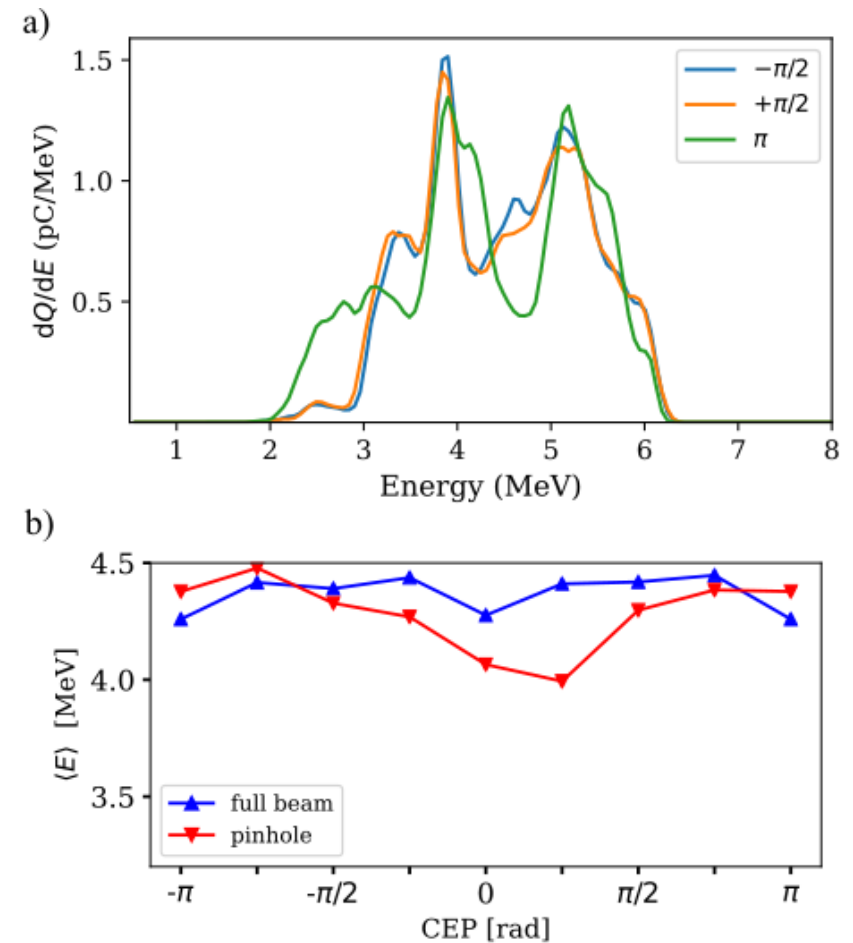 a)
1.5
1.0
0.5
dQ/dE (pC/MeV)
−π/2
+π/2
π
1 2 3 4 5 6 7 8
Energy (MeV)
b)
4.5
4.0
3.5
⟨E⟩ [MeV]
full beam
pinhole
-π -π/2 0 π/2 π
CEP [rad]